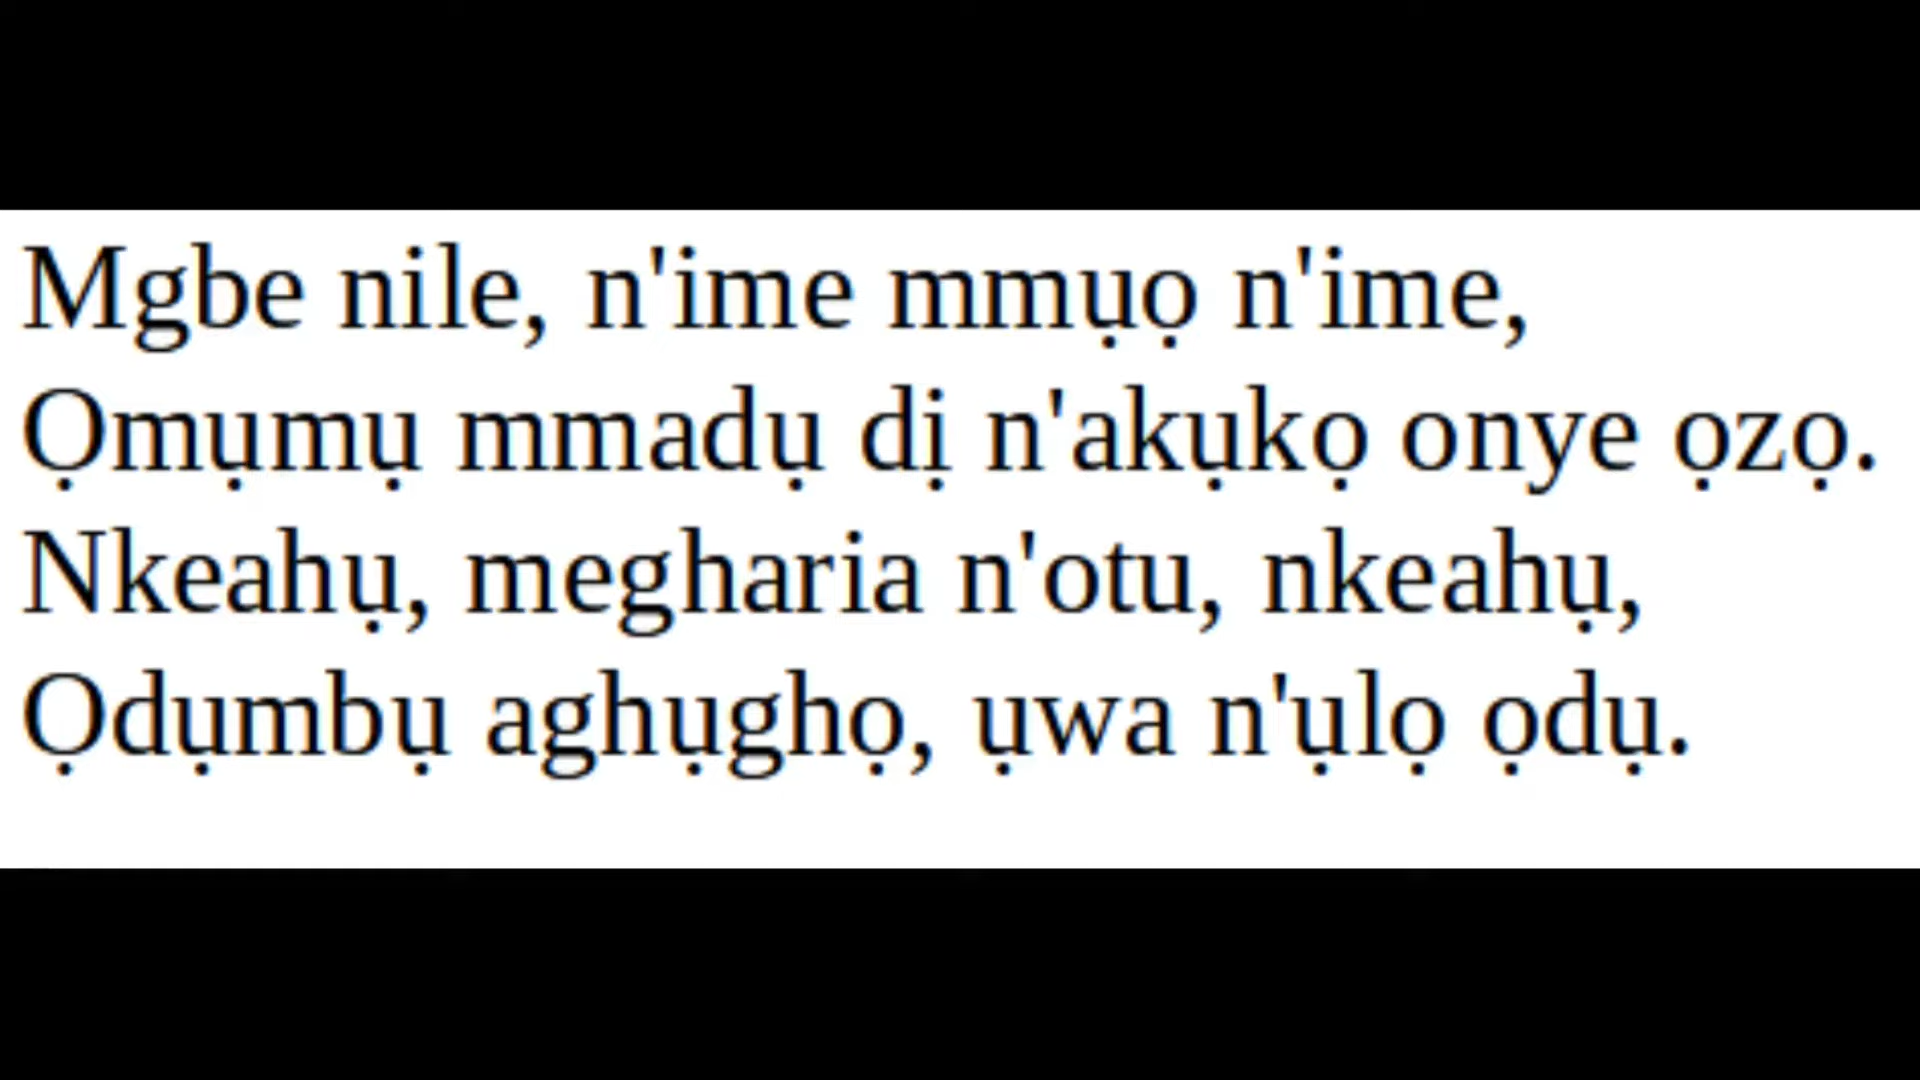 Mgbe nile, n'ime mmụọ n'ime,
Ọmụmụ mmadụ dị n'akụkọ onye ọzọ.
Nkeahụ, megharia n'otu, nkeahụ,
Ọdụmbụ aghụghọ, ụwa n'ụlọ ọdụ.